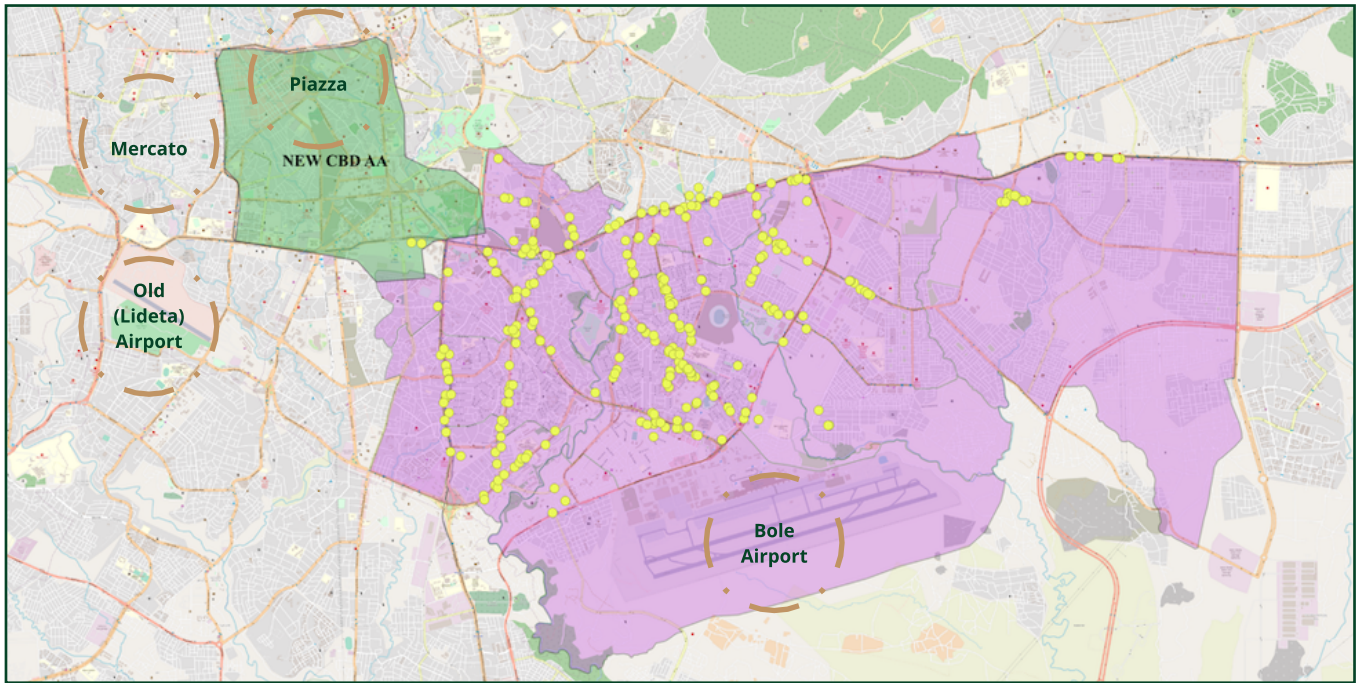 Piazza
Mercato
NEW CBD AA
Old
(Lideta)
Airport
Bole
Airport